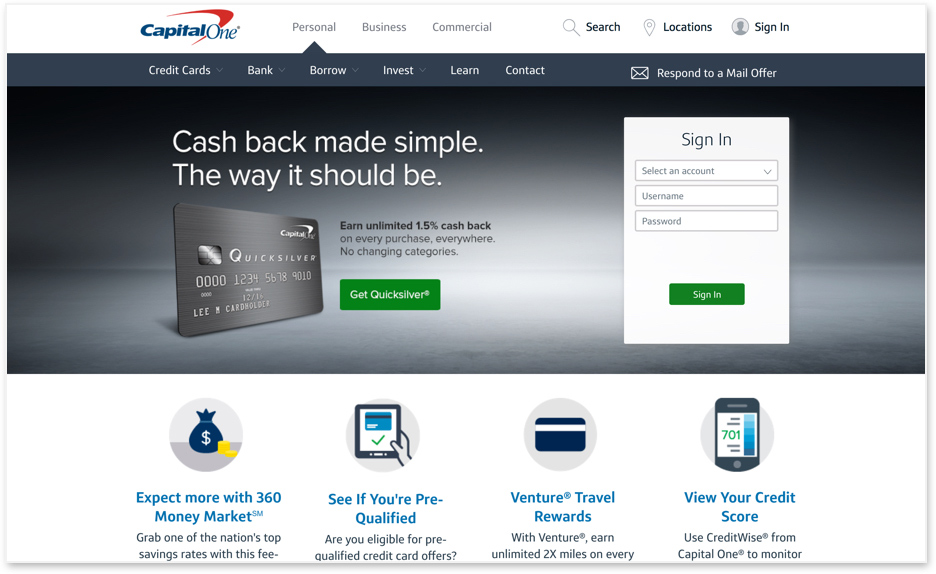 CapitalOne
Personal
Business
Commercial
Search
Locations
Sign In
Credit Cards
Bank
Borrow
Invest
Learn
Contact
Respond to a Mail Offer
Cash back made simple.
The way it should be.
CapitalOne
QUICKSILVER
0000 1234 5678 9010
0000
12/16
LEE M CARDHOLDER
Earn unlimited 1.5% cash back
on every purchase, everywhere.
No changing categories.
Get Quicksilver®
Sign In
Select an account
Username
Password
Sign In
$
701
Expect more with 360
Money MarketSM
Grab one of the nation's top
savings rates with this fee-
See If You're Pre-
Qualified
Are you eligible for pre-
qualified credit card offers?
Venture® Travel
Rewards
With Venture®, earn
unlimited 2X miles on every
View Your Credit
Score
Use CreditWise® from
Capital One® to monitor